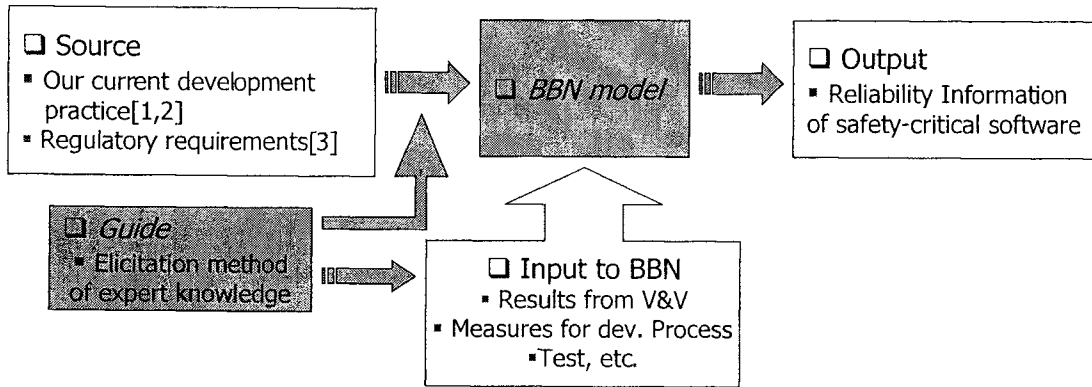 ❑ Source
▪ Our current development
practice[1,2]
▪ Regulatory requirements[3]
❑ BBN model
❑ Output
▪ Reliability Information
of safety-critical software
❑ Guide
▪ Elicitation method
of expert knowledge
❑ Input to BBN
▪ Results from V&V
▪ Measures for dev. Process
▪Test, etc.